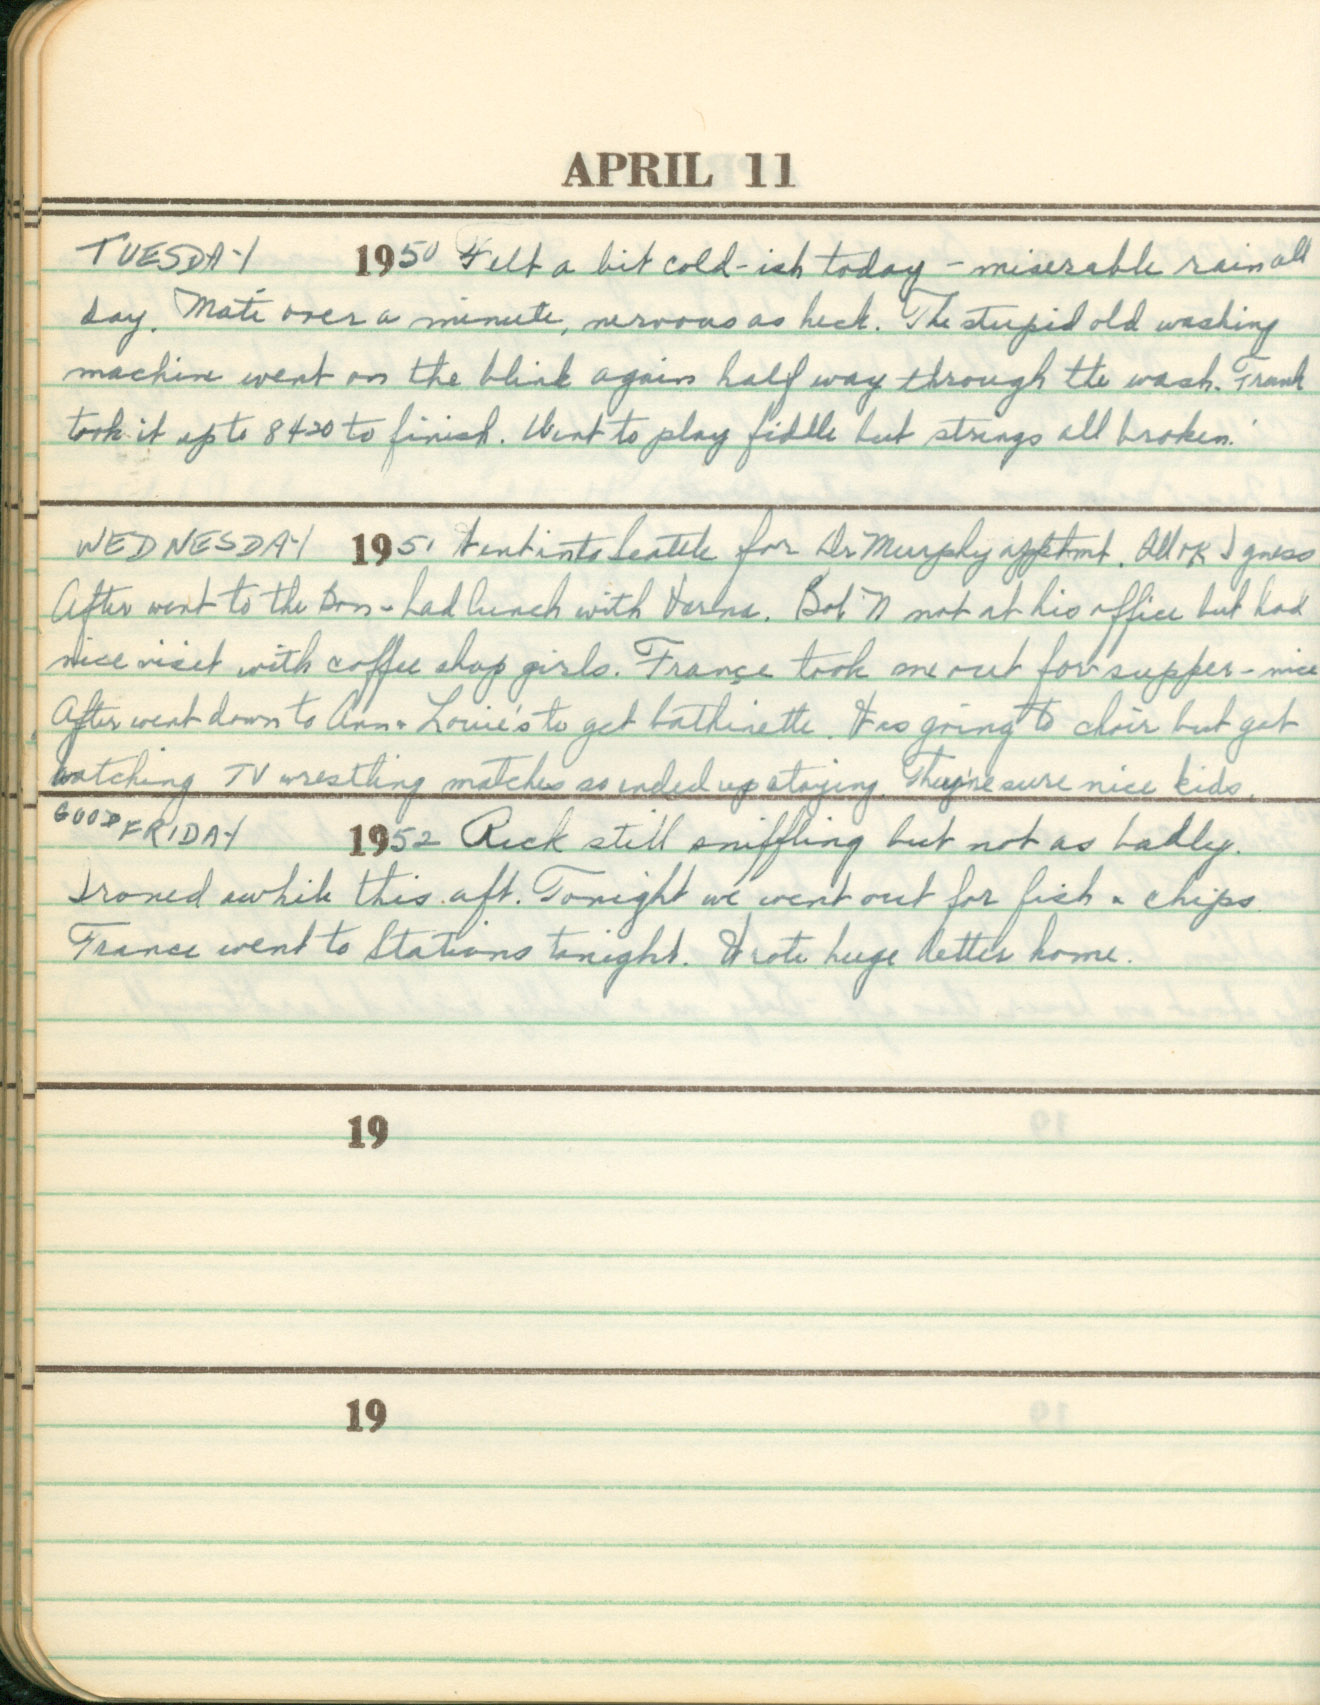 APRIL 11
TUESDAY 1950 Felt a bit cold-ish today - miserable rain all
day. Mati over a minute, nervous as heck. The stupid old washing
machine went on the blink again half way through the wash. Frank
took it up to 8420 to finish. Went to play fiddle but strings all broken.
WEDNESDAY 1951 Went into Seattle for Dr Murphy apptmt. All OK I guess
After went to the Bon - had lunch with Verna. Bob N not at his office but had
nice visit with coffee shop girls. France took me out for supper - nice
After went down to Ann & Louie's to get bathinette. Was going to choir but got
watching TV wrestling matches so ended up staying. They're sure nice kids.
GOOD FRIDAY 1952 Rick still sniffling but not as badly.
Ironed awhile this aft. Tonight we went out for fish & chips.
France went to Stations tonight. Wrote huge letter home.
19
19